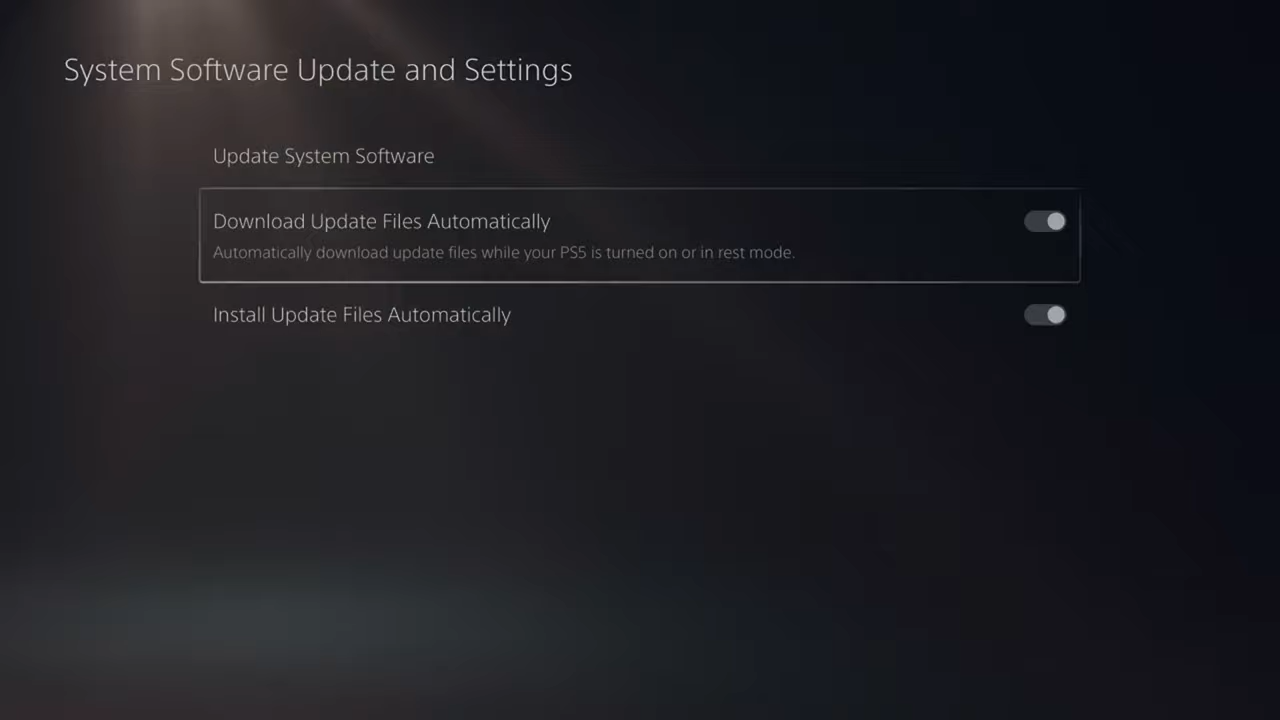 System Software Update and Settings
Update System Software
Download Update Files Automatically
Automatically download update files while your PS5 is turned on or in rest mode.
Install Update Files Automatically